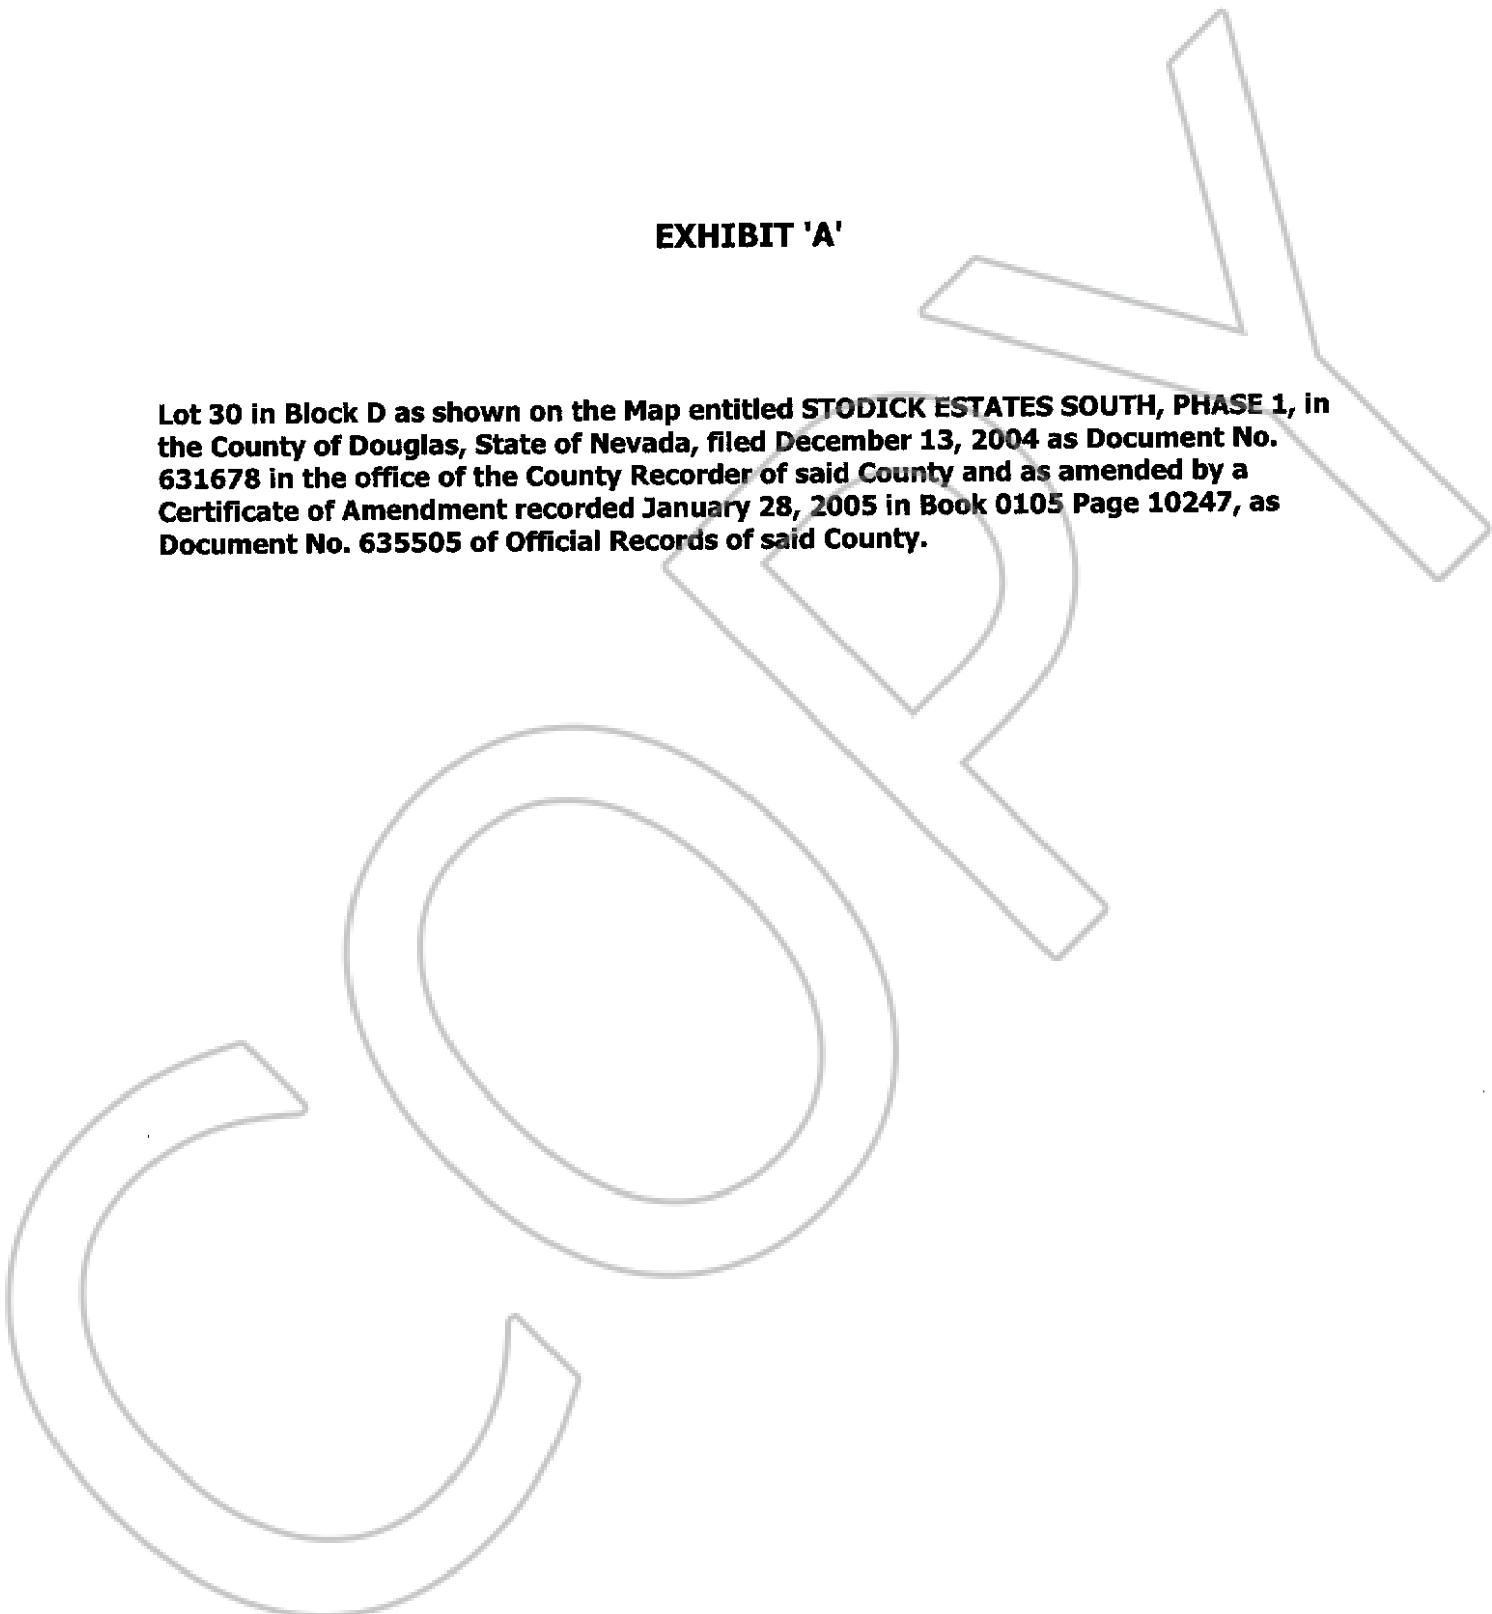 EXHIBIT 'A'
Lot 30 in Block D as shown on the Map entitled STODICK ESTATES SOUTH, PHASE 1, in
the County of Douglas, State of Nevada, filed December 13, 2004 as Document No.
631678 in the office of the County Recorder of said County and as amended by a
Certificate of Amendment recorded January 28, 2005 in Book 0105 Page 10247, as
Document No. 635505 of Official Records of said County.
COPY